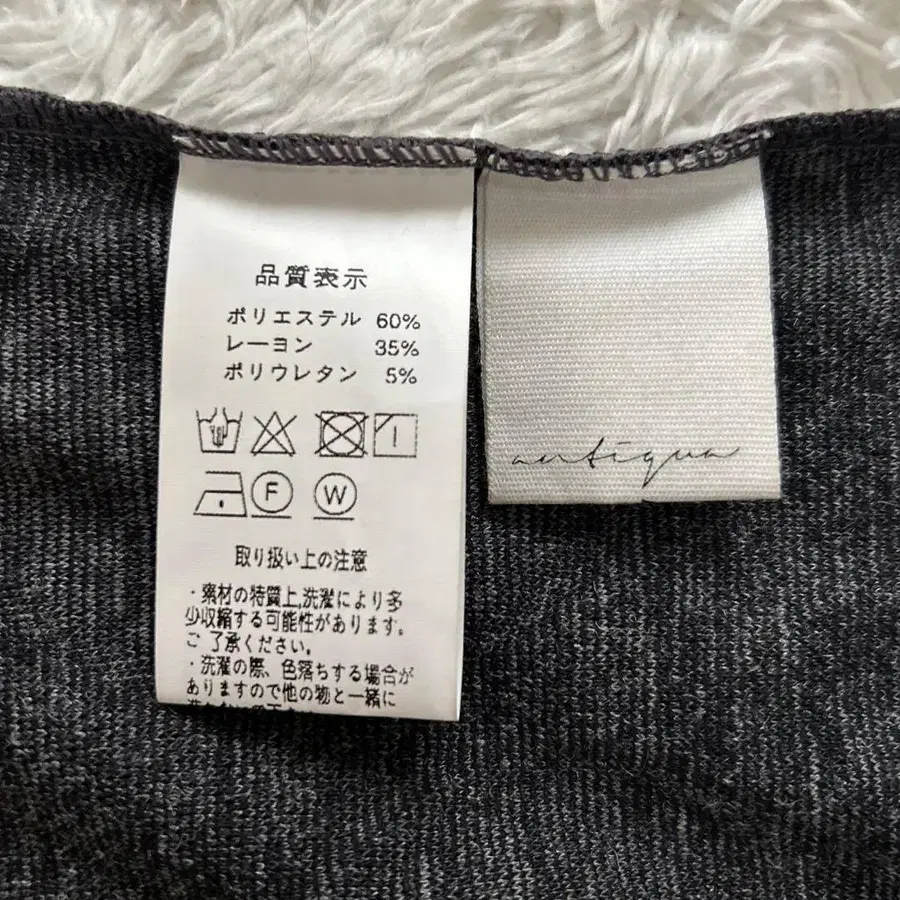 品質表示
ポリエステル 60%
レーヨン 35%
ポリウレタン 5%
F W
取り扱い上の注意
・素材の特質上,洗濯により多
少収縮する可能性があります。
ご了承ください。
・洗濯の際、色落ちする場合が
ありますので他の物と一緒に
antiqua